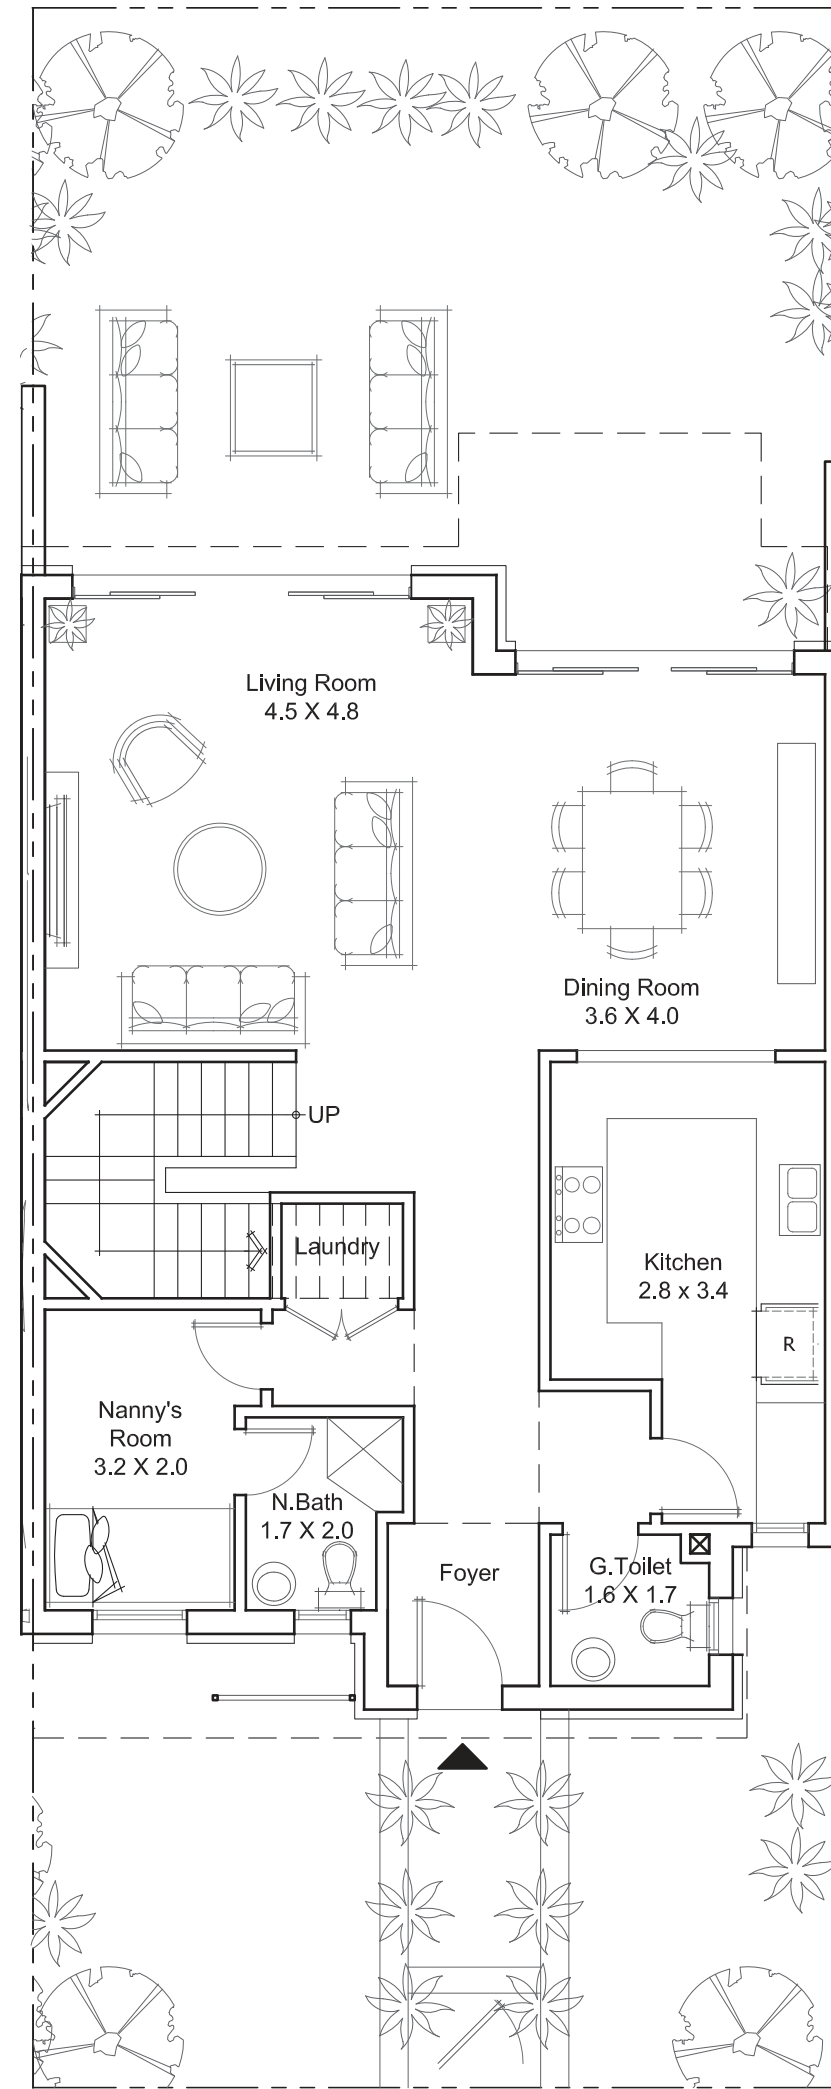 Living Room
4.5 X 4.8
Dining Room
3.6 X 4.0
UP
Laundry
Kitchen
2.8 x 3.4
R
Nanny's
Room
3.2 X 2.0
N.Bath
1.7 X 2.0
Foyer
G.Toilet
1.6 X 1.7